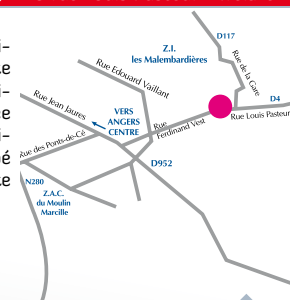 D117
Z.I.
les Malembardières
Rue de la Gare
Rue Edouard Vaillant
Rue Jean Jaures
VERS
ANGERS
CENTRE
Rue
Ferdinand Vest
Rue Louis Pasteur
D4
Rue des Ponts-de-Cé
D952
N280
Z.A.C.
du Moulin
Marcille